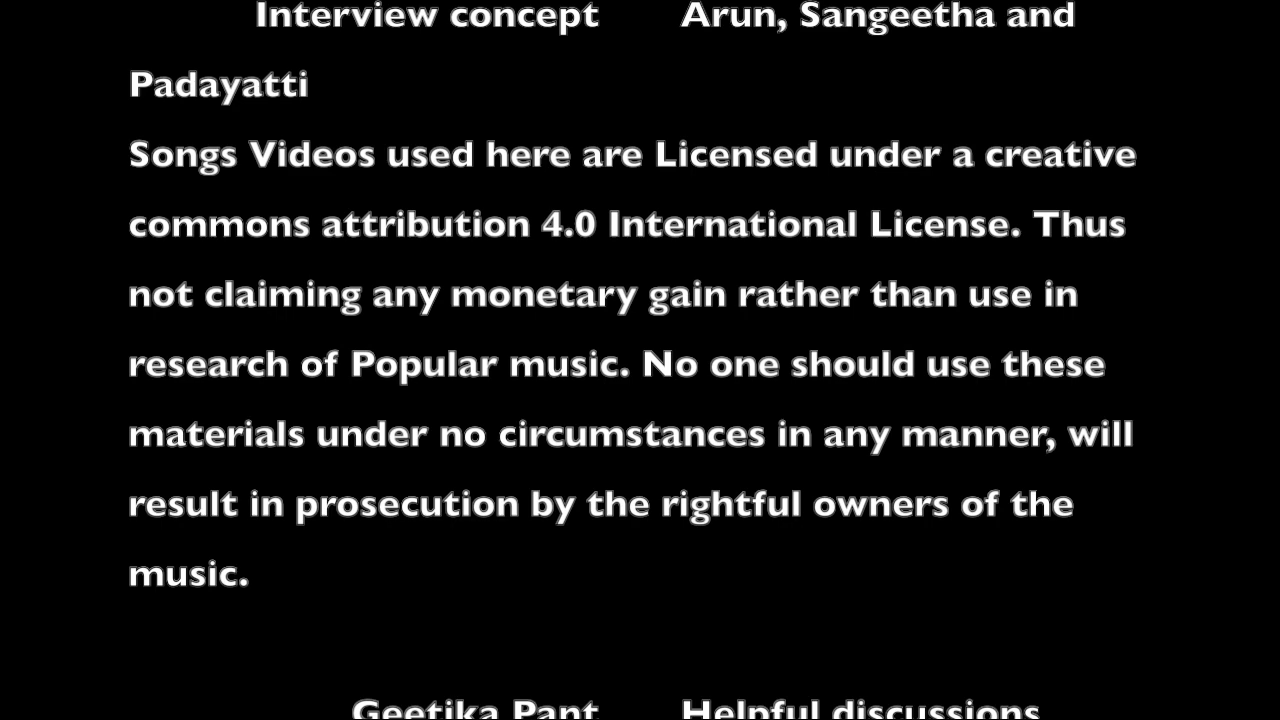 Interview concept Arun, Sangeetha and
Padayatti
Songs Videos used here are Licensed under a creative
commons attribution 4.0 International License. Thus
not claiming any monetary gain rather than use in
research of Popular music. No one should use these
materials under no circumstances in any manner, will
result in prosecution by the rightful owners of the
music.
Geetika Pant Helpful discussions